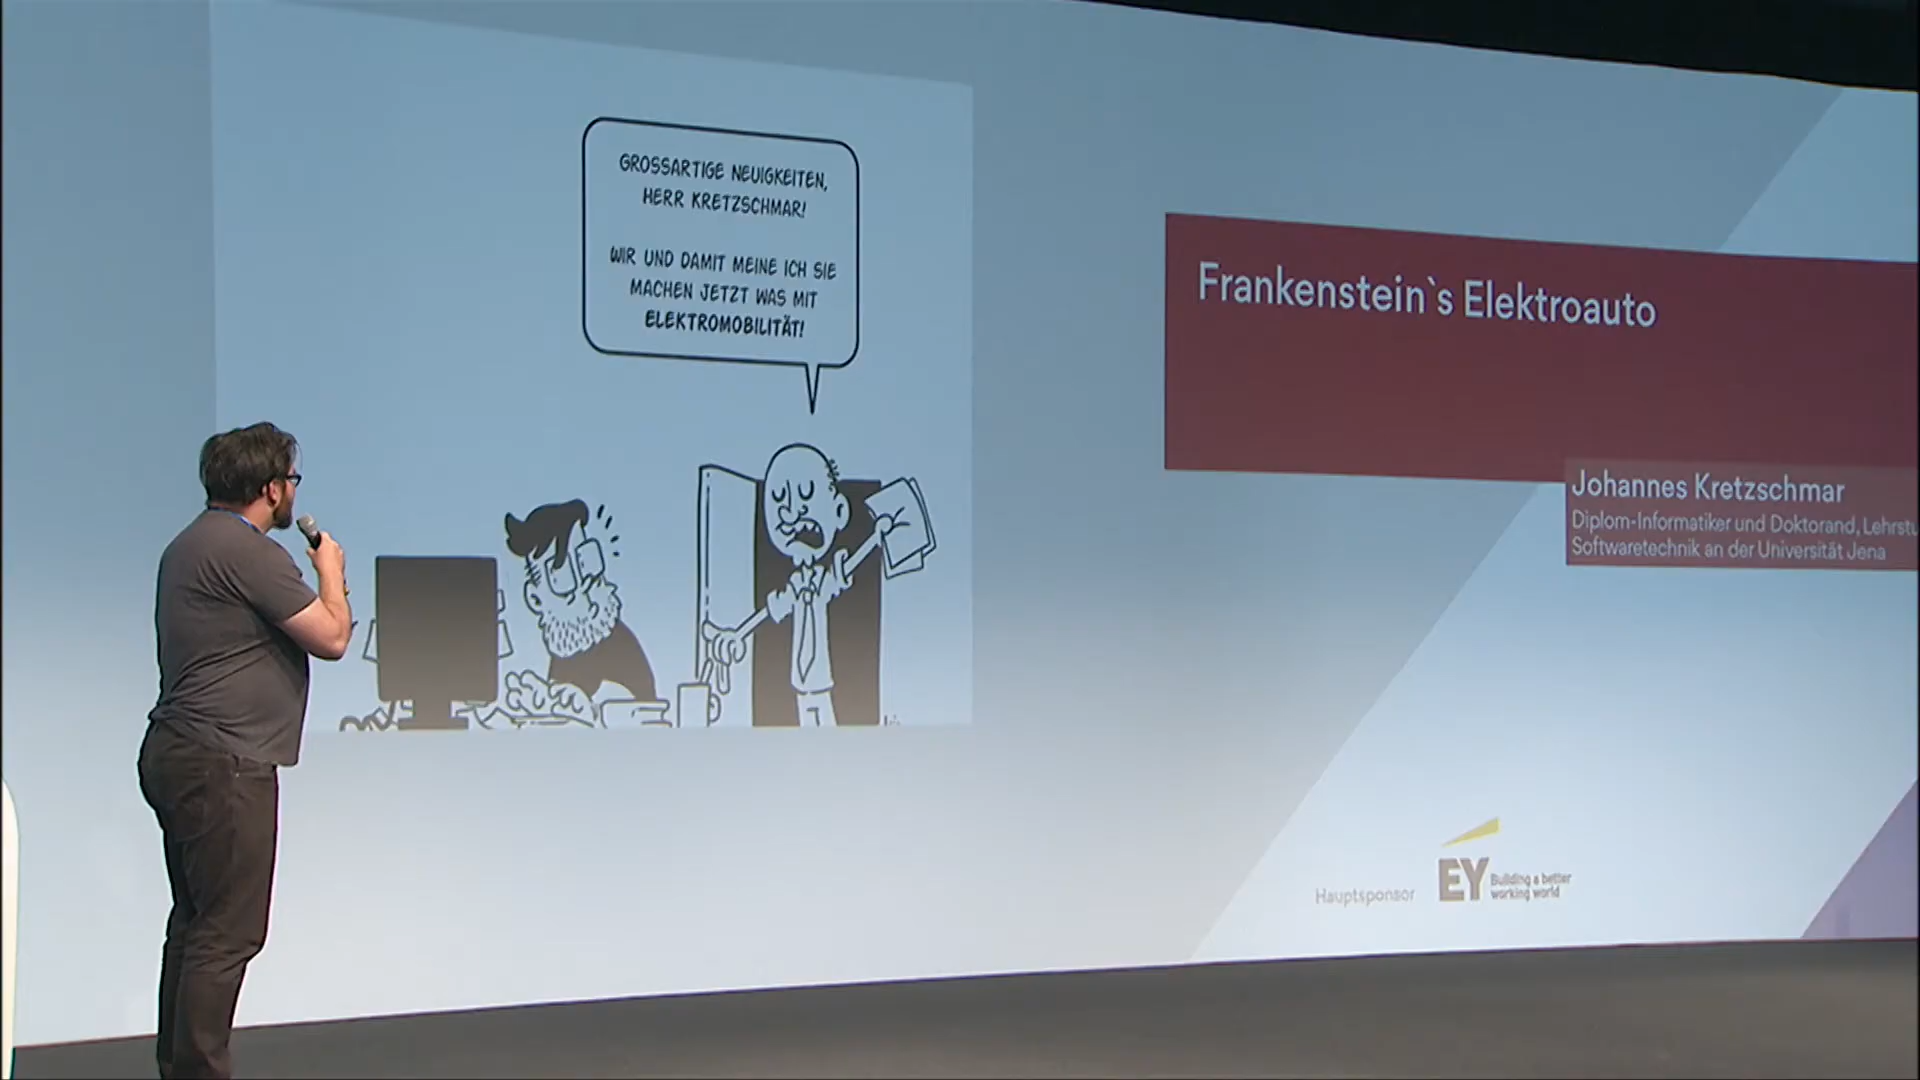 GROSSARTIGE NEUIGKEITEN,
HERR KRETZSCHMAR!
WIR UND DAMIT MEINE ICH SIE
MACHEN JETZT WAS MIT
ELEKTROMOBILITÄT!
Frankenstein`s Elektroauto
Johannes Kretzschmar
Diplom-Informatiker und Doktorand,
Softwaretechnik an der Universität Jena
Hauptsponsor
EY
Building a better
working world